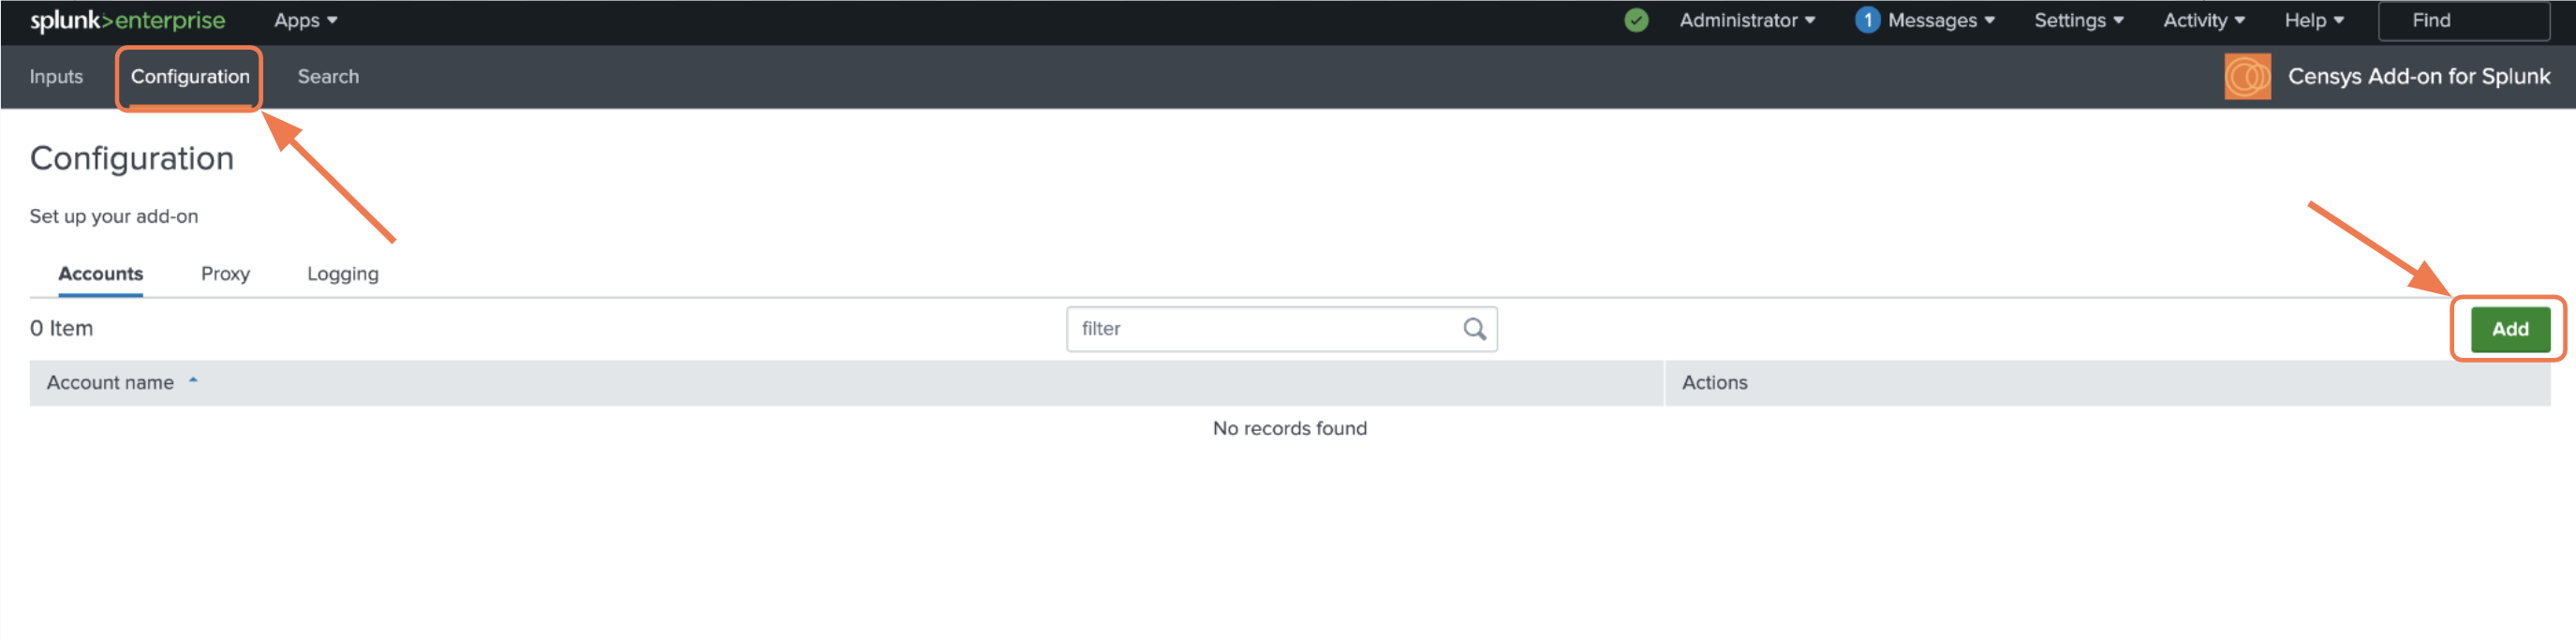 splunk>enterprise Apps Administrator 1 Messages Settings Activity Help Find
Inputs Configuration Search Censys Add-on for Splunk
Configuration
Set up your add-on
Accounts Proxy Logging
0 Item filter Add
Account name Actions
No records found